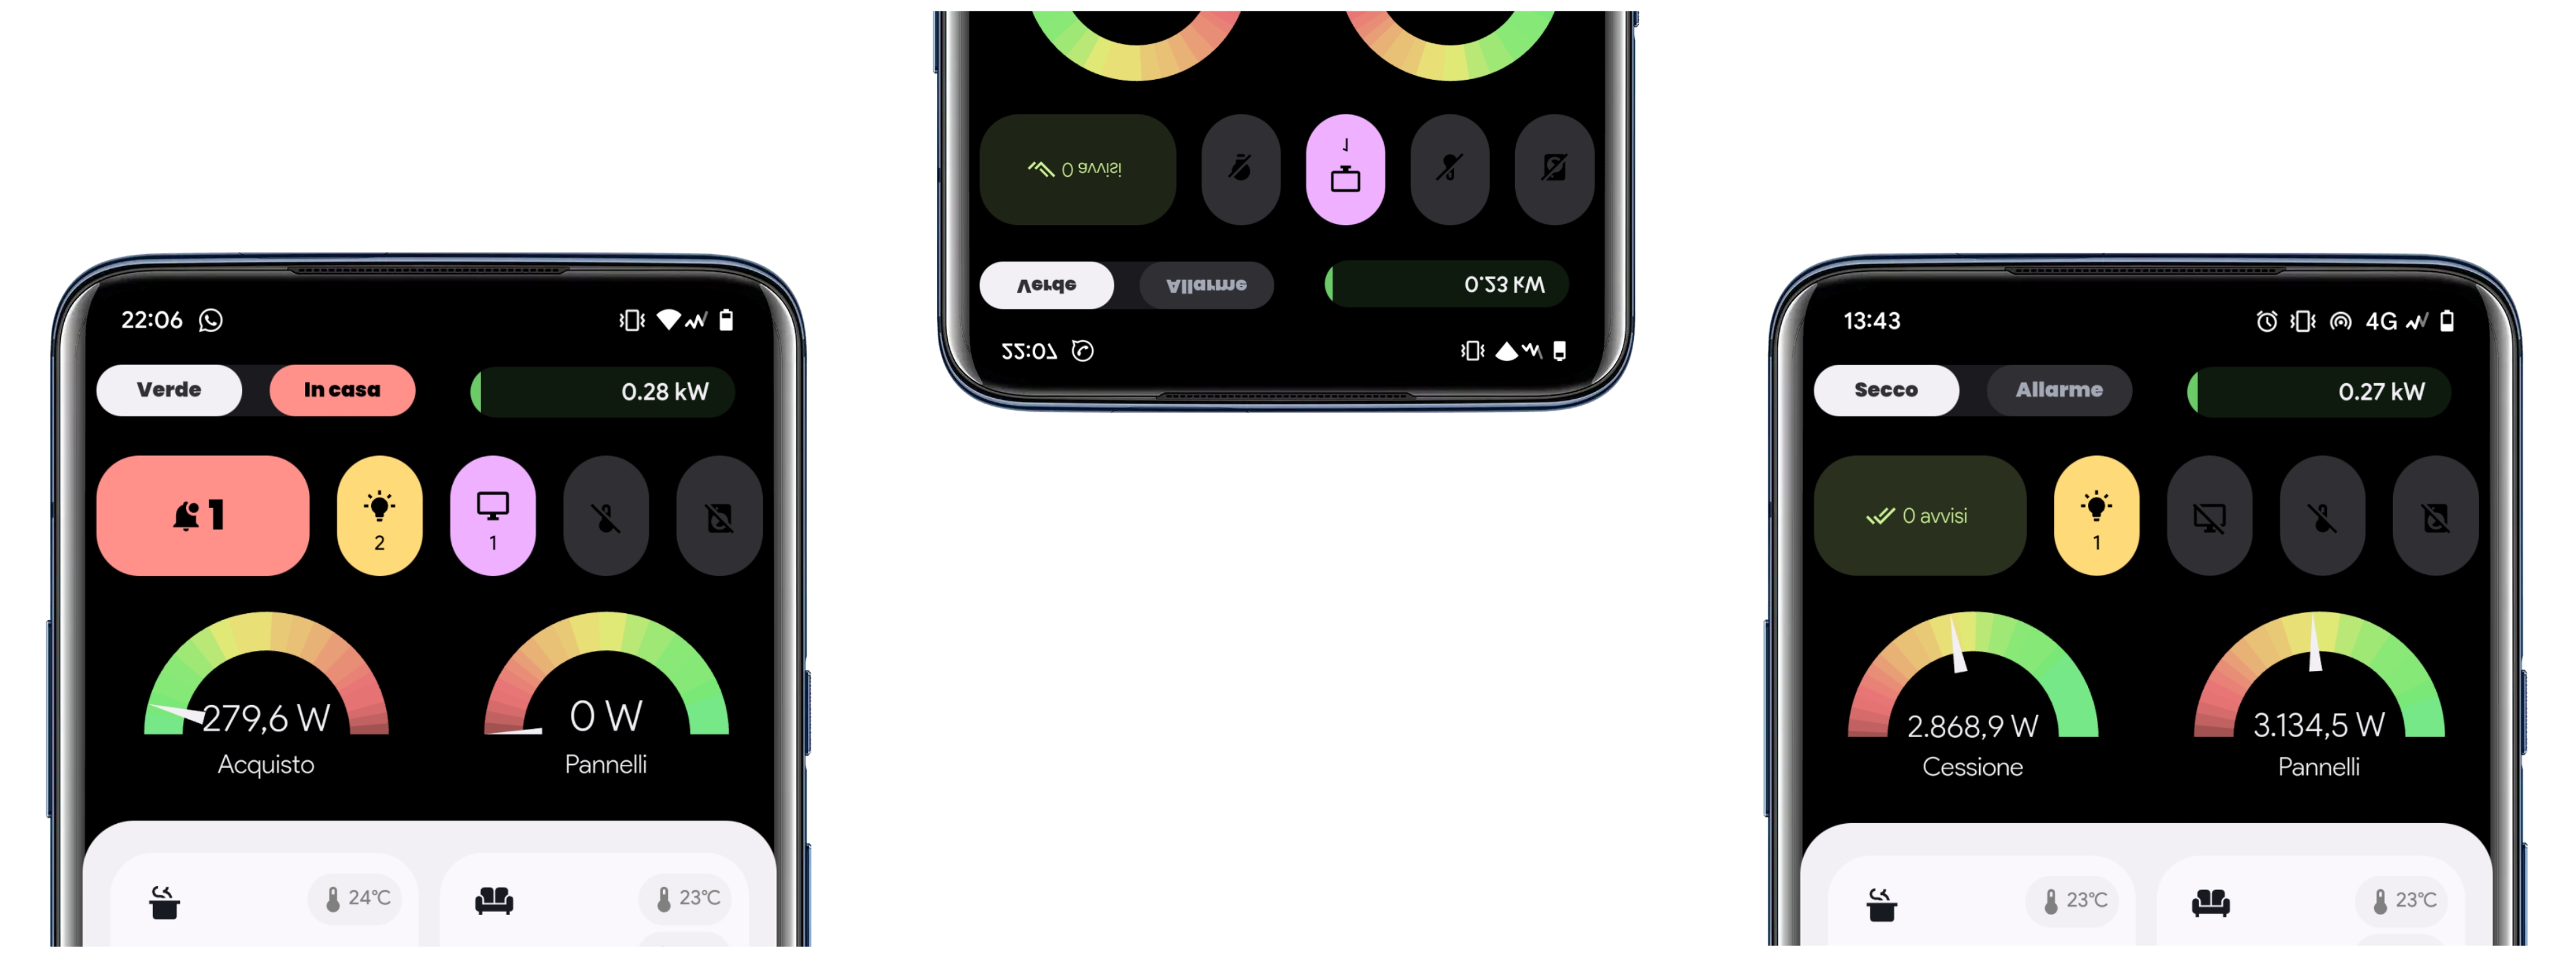 22:06
Verde In casa 0.28 kW
1
2 1
279,6 W 0 W
Acquisto Pannelli
24°C 23°C
1
0 avvisi
Verde Allarme 0.23 kW
22:07
13:43 4G
Secco Allarme 0.27 kW
0 avvisi
1
2.868,9 W 3.134,5 W
Cessione Pannelli
23°C 23°C